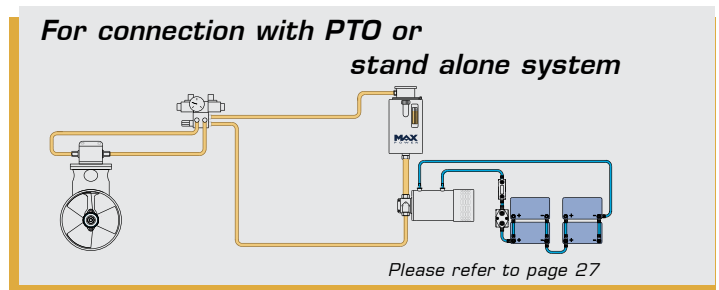 For connection with PTO or
stand alone system
MAX
POWER
Please refer to page 27